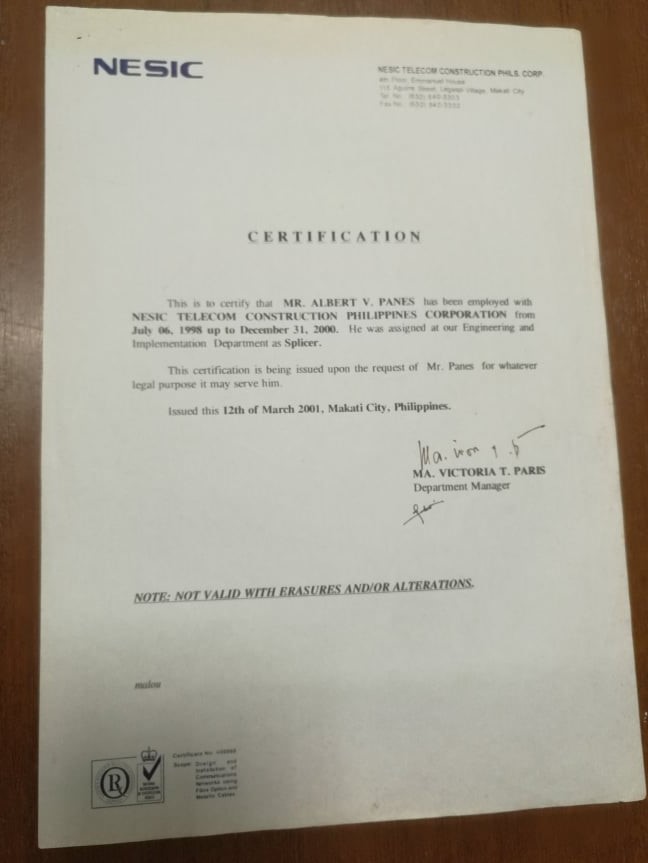 NESIC
NESIC TELECOM CONSTRUCTION PHILS. CORP.
4th Floor, Emmanuel House
115 Aguirre Street, Legaspi Village, Makati City
Tel. No. (632)
Fax No. (632)
CERTIFICATION
This is to certify that MR. ALBERT V. PANES has been employed with
NESIC TELECOM CONSTRUCTION PHILIPPINES CORPORATION from
July 06, 1998 up to December 31, 2000. He was assigned at our Engineering and
Implementation Department as Splicer.
This certification is being issued upon the request of Mr. Panes for whatever
legal purpose it may serve him.
Issued this 12th of March 2001, Makati City, Philippines.
MA. VICTORIA T. PARIS
Department Manager
NOTE: NOT VALID WITH ERASURES AND/OR ALTERATIONS.
malou
Certificate No.
Scope: Design and
Installation of
Communications
Networks using
Fibre Optics and
Metallic Cables
R